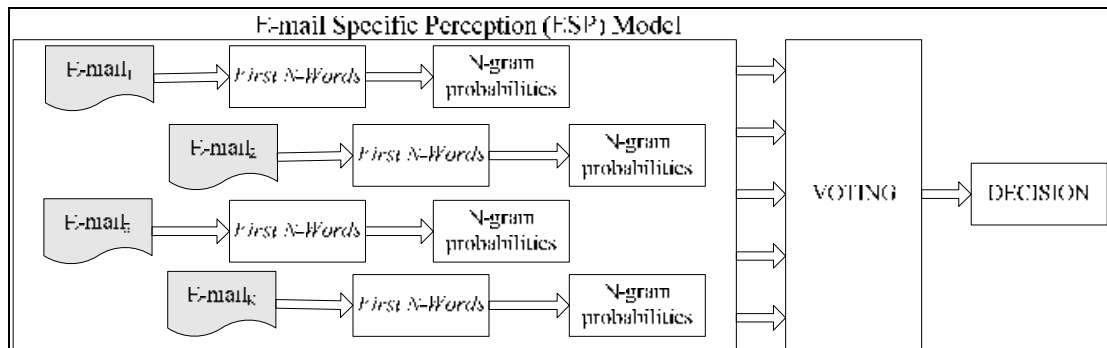 E-mail Specific Perception (ESP) Model
E-mail₁
First N-Words
N-gram
probabilities
E-mail₂
First N-Words
N-gram
probabilities
E-mailₙ
First N-Words
N-gram
probabilities
E-mailK
First N-Words
N-gram
probabilities
VOTING
DECISION